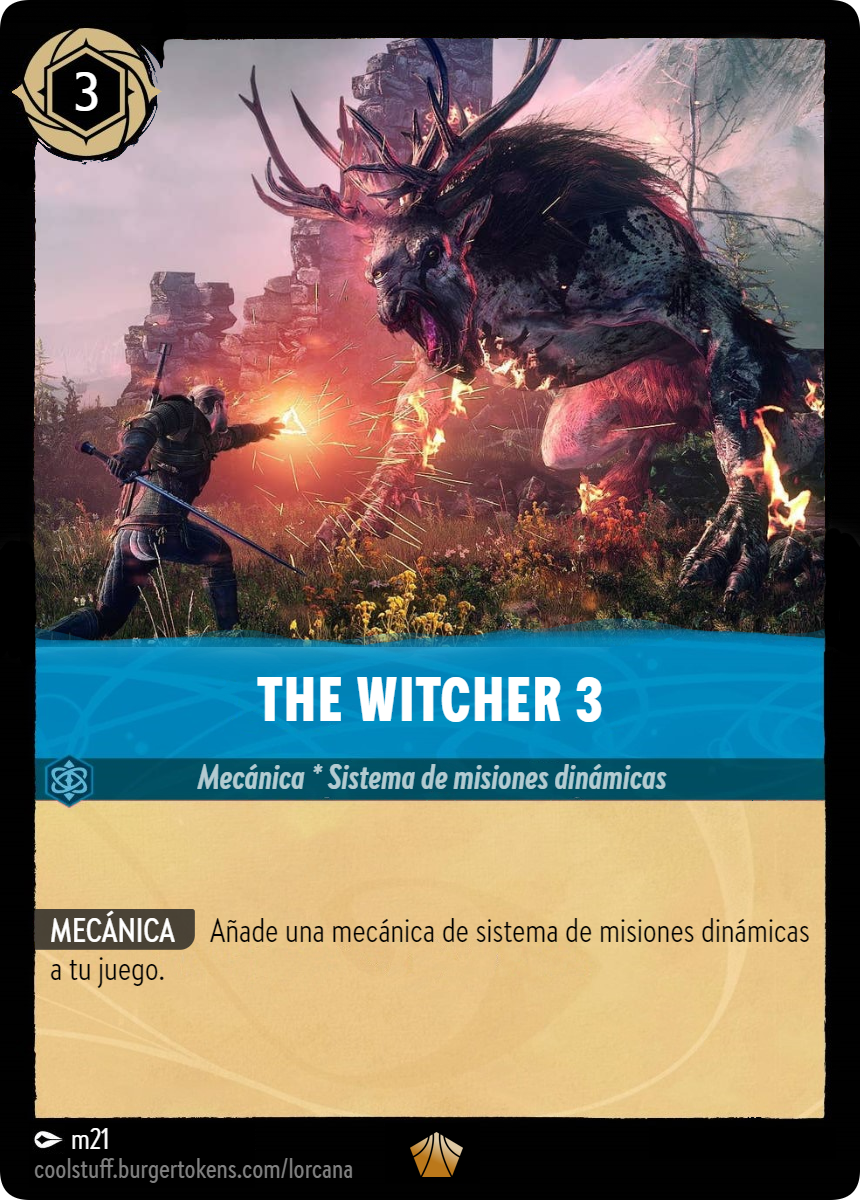 3
THE WITCHER 3
Mecánica * Sistema de misiones dinámicas
MECÁNICA Añade una mecánica de sistema de misiones dinámicas
a tu juego.
m21
coolstuff.burgertokens.com/lorcana